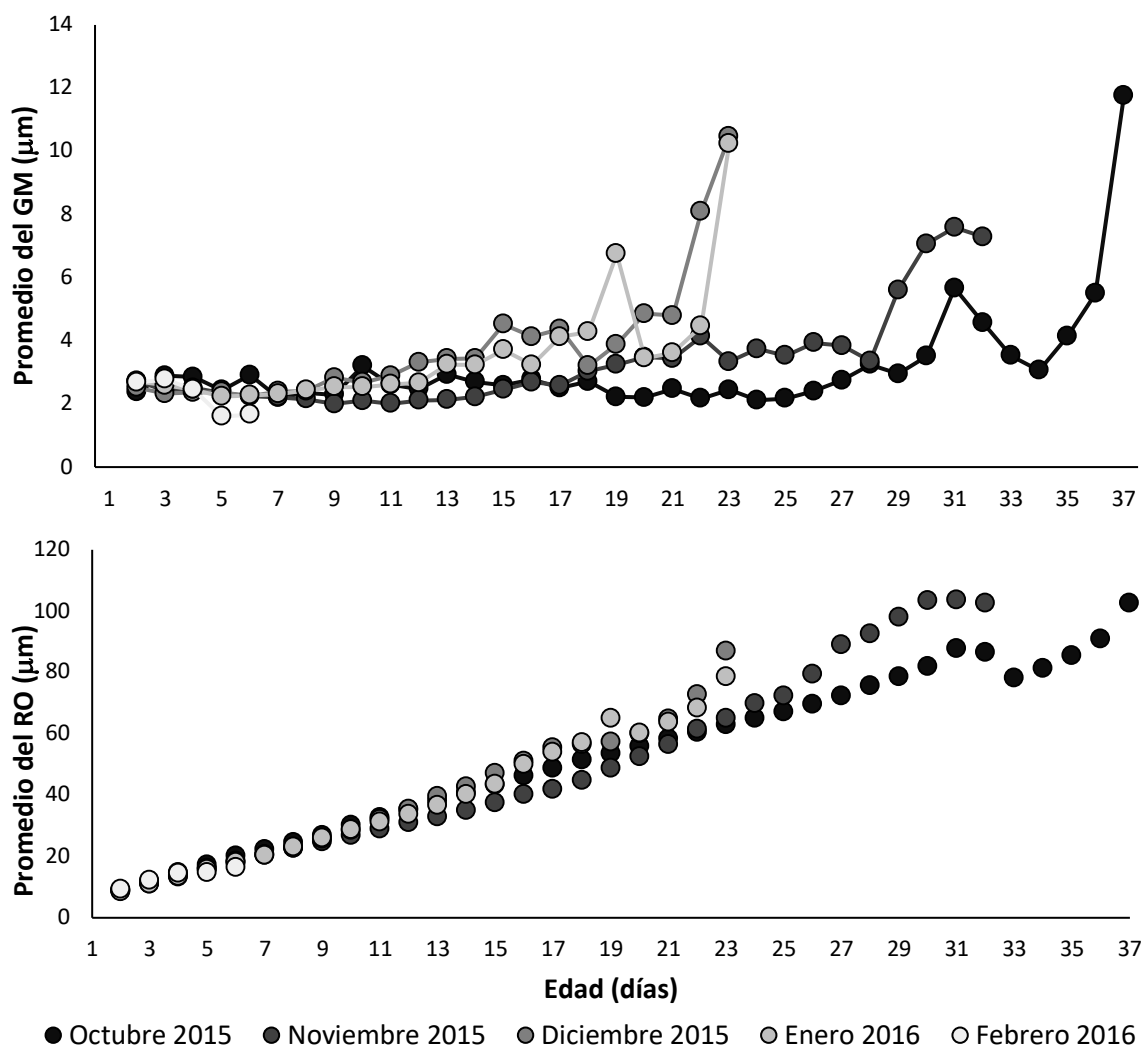 14
12
10
8
6
4
2
0
Promedio del GM (µm)
1 3 5 7 9 11 13 15 17 19 21 23 25 27 29 31 33 35 37
120
100
80
60
40
20
0
Promedio del RO (µm)
1 3 5 7 9 11 13 15 17 19 21 23 25 27 29 31 33 35 37
Edad (días)
Octubre 2015 Noviembre 2015 Diciembre 2015 Enero 2016 Febrero 2016